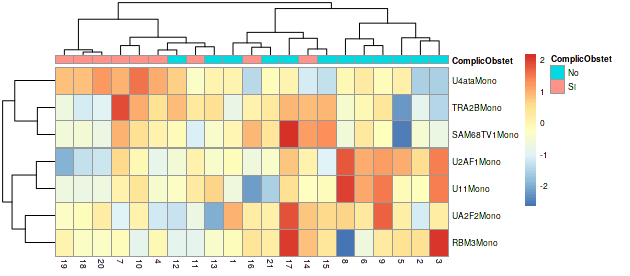 ComplicObstet
U4ataMono
TRA2BMono
SAM68TV1Mono
U2AF1Mono
U11Mono
UA2F2Mono
RBM3Mono
19 18 20 7 10 4 12 11 13 1 16 21 17 14 15 8 6 9 5 2 3
2
1
0
-1
-2
ComplicObstet
No
SI